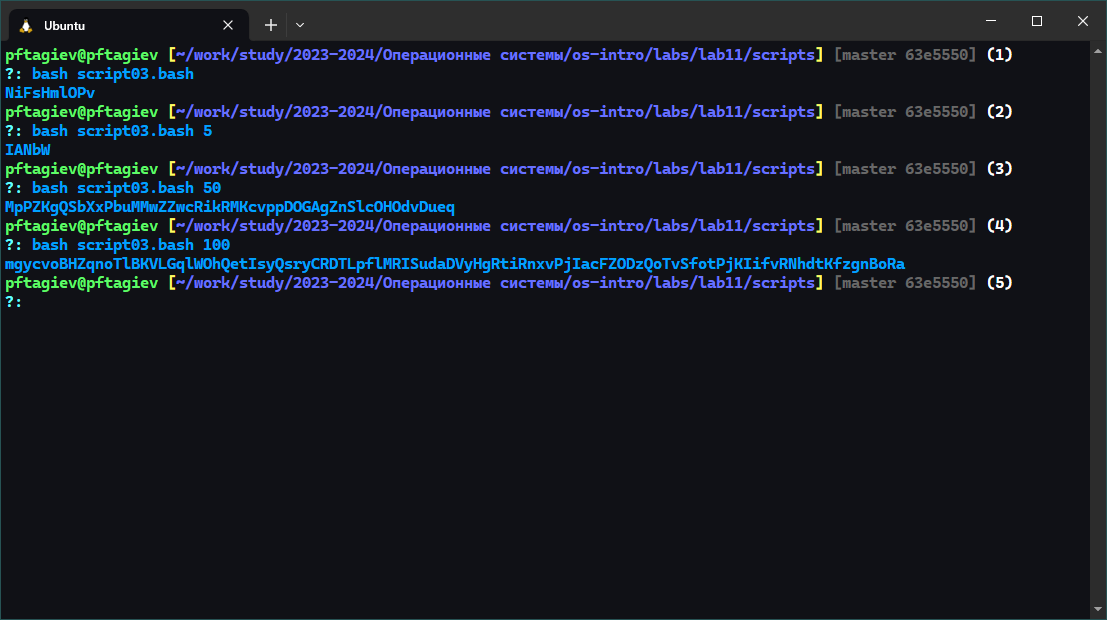 Ubuntu
pftagiev@pftagiev [~/work/study/2023-2024/Операционные системы/os-intro/labs/lab11/scripts] [master 63e5550] (1)
?: bash script03.bash
NiFsHmlOPv
pftagiev@pftagiev [~/work/study/2023-2024/Операционные системы/os-intro/labs/lab11/scripts] [master 63e5550] (2)
?: bash script03.bash 5
IANbW
pftagiev@pftagiev [~/work/study/2023-2024/Операционные системы/os-intro/labs/lab11/scripts] [master 63e5550] (3)
?: bash script03.bash 50
MpPZKgQSbXxPbuMMwZZwcRikRMKcvppDOGAgZnSlcOHOdvDueq
pftagiev@pftagiev [~/work/study/2023-2024/Операционные системы/os-intro/labs/lab11/scripts] [master 63e5550] (4)
?: bash script03.bash 100
mgycvoBHZqnoTlBKVLGqlWOhQetIsyQsryCRDTLpflMRISudaDVyHgRtiRnxvPjIacFZODzQoTvSfotPjKIifvRNhdtKfzgnBoRa
pftagiev@pftagiev [~/work/study/2023-2024/Операционные системы/os-intro/labs/lab11/scripts] [master 63e5550] (5)
?: